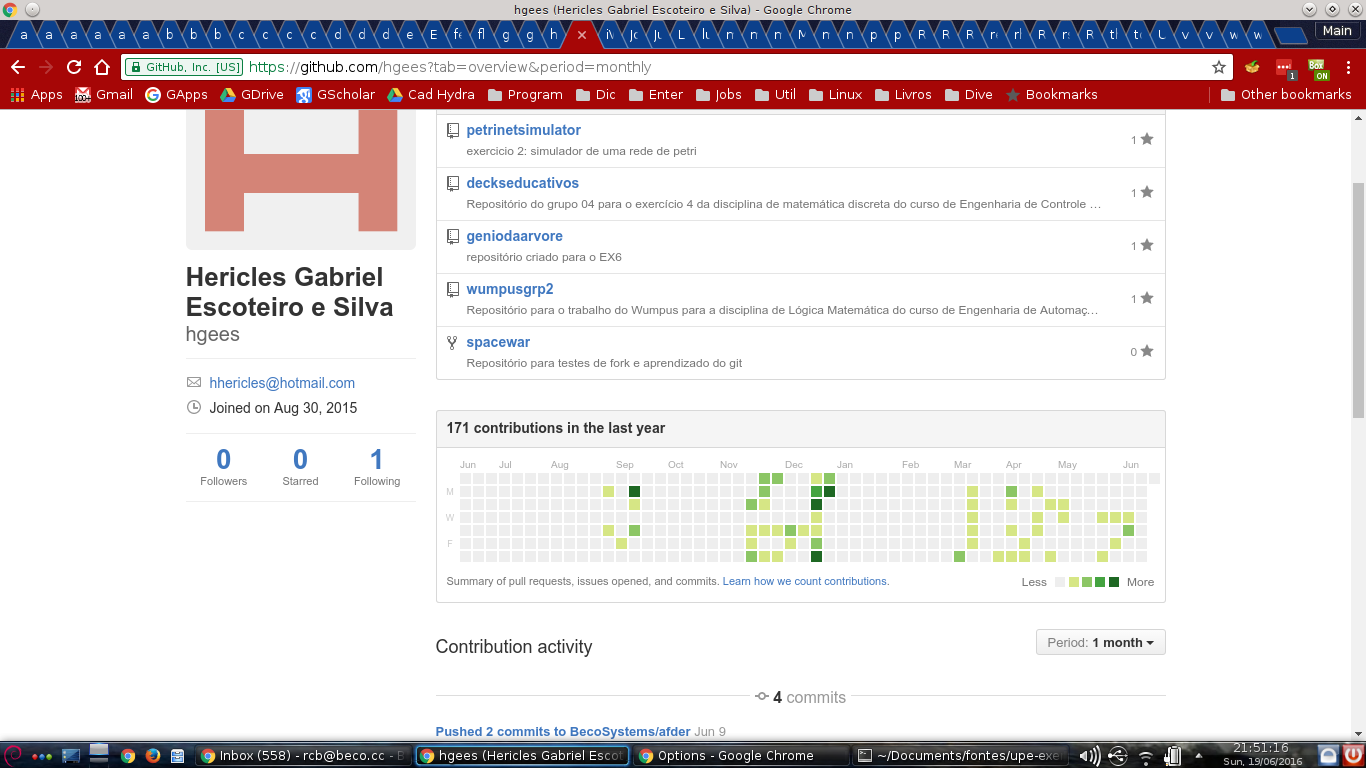 hgees (Hericles Gabriel Escoteiro e Silva) - Google Chrome
a a a a a a b b b c c c d d d e E f fl g g h L l n n n M n n p p R R R r rl R r t t L v v w w Main
GitHub, Inc. [US] https://github.com/hgees?tab=overview&period=monthly 1 ON
Apps Gmail GApps GDrive GScholar Cad Hydra Program Dic Enter Jobs Util Linux Livros Dive Bookmarks Other bookmarks
petrinetsimulator
exercicio 2: simulador de uma rede de petri
1
deckseducativos
Repositório do grupo 04 para o exercício 4 da disciplina de matemática discreta do curso de Engenharia de Controle …
1
geniodaarvore
repositório criado para o EX6
1
wumpusgrp2
Repositório para o trabalho do Wumpus para a disciplina de Lógica Matemática do curso de Engenharia de Automaç…
1
spacewar
Repositório para testes de fork e aprendizado do git
0
Hericles Gabriel
Escoteiro e Silva
hgees
hhericles@hotmail.com
Joined on Aug 30, 2015
0 0 1
Followers Starred Following
171 contributions in the last year
Jun Jul Aug Sep Oct Nov Dec Jan Feb Mar Apr May Jun
M
W
F
Summary of pull requests, issues opened, and commits. Learn how we count contributions. Less More
Contribution activity
Period: 1 month
4 commits
Pushed 2 commits to BecoSystems/afder Jun 9
Inbox (558) - rcb@beco.cc - B hgees (Hericles Gabriel Escot Options - Google Chrome ~/Documents/fontes/upe-exer
21:51:16
Sun, 19/06/2016